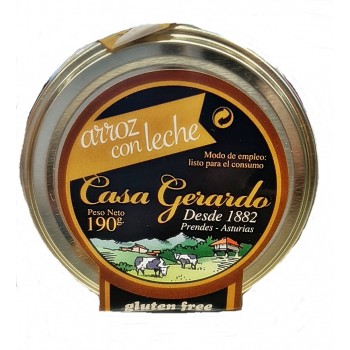 arroz
con leche
Modo de empleo:
listo para el consumo
Casa Gerardo
Peso Neto
190g.
Desde 1882
Prendes - Asturias
gluten free